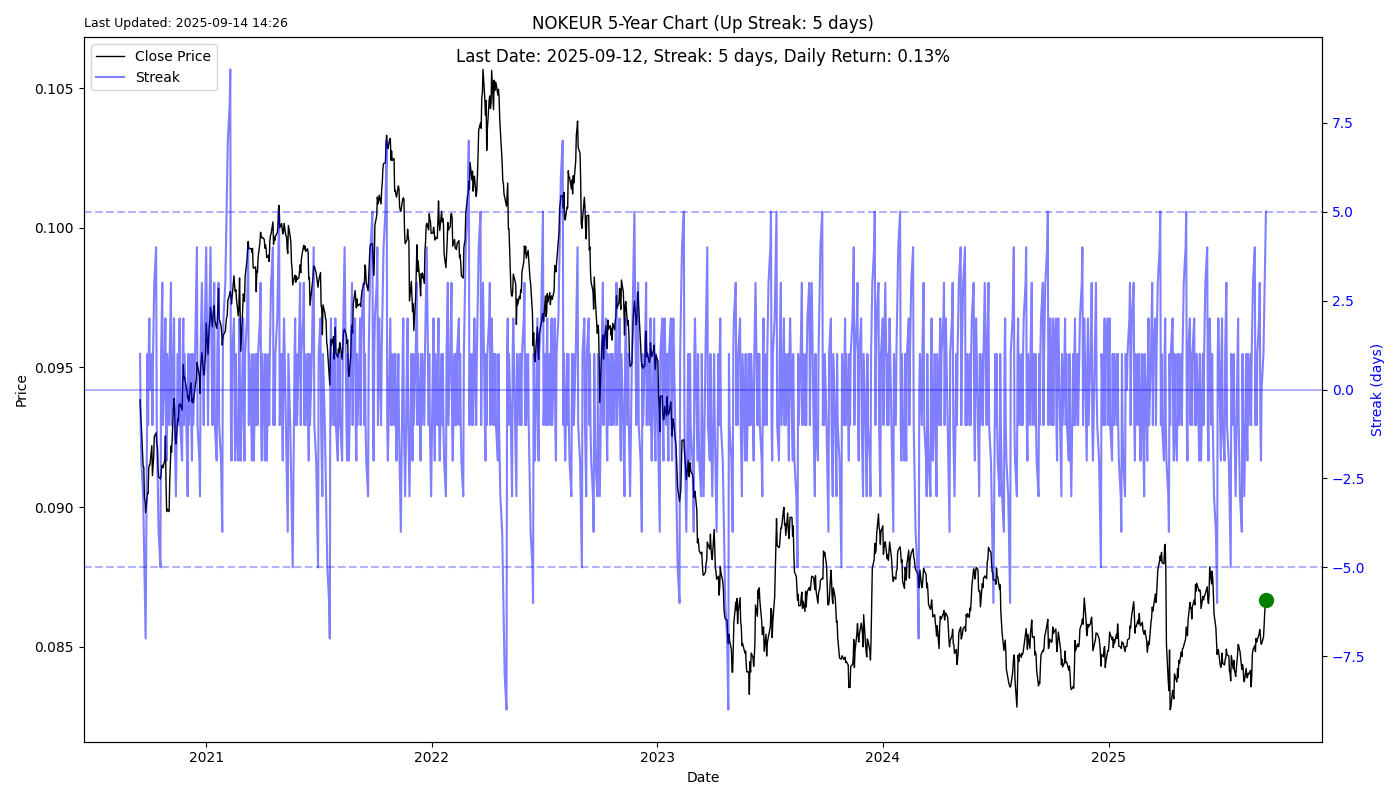 Last Updated: 2025-09-14 14:26
NOKEUR 5-Year Chart (Up Streak: 5 days)
Last Date: 2025-09-12, Streak: 5 days, Daily Return: 0.13%
Close Price
Streak
0.105
0.100
0.095
0.090
0.085
Price
7.5
5.0
2.5
0.0
−2.5
−5.0
−7.5
Streak (days)
2021
2022
2023
2024
2025
Date